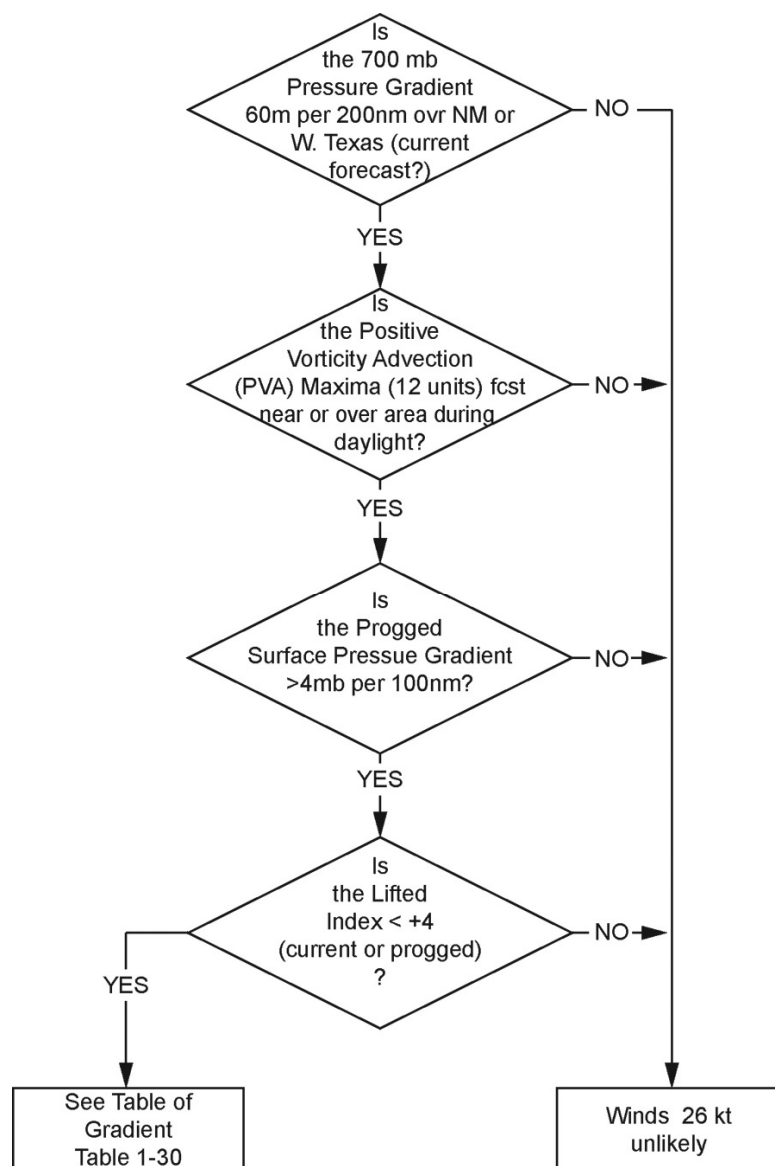 Is
the 700 mb
Pressure Gradient
60m per 200nm ovr NM or
W. Texas (current
forecast?)
NO
YES
Is
the Positive
Vorticity Advection
(PVA) Maxima (12 units) fcst
near or over area during
daylight?
NO
YES
Is
the Progged
Surface Pressue Gradient
>4mb per 100nm?
NO
YES
Is
the Lifted
Index < +4
(current or progged)
?
NO
YES
See Table of
Gradient
Table 1-30
Winds 26 kt
unlikely